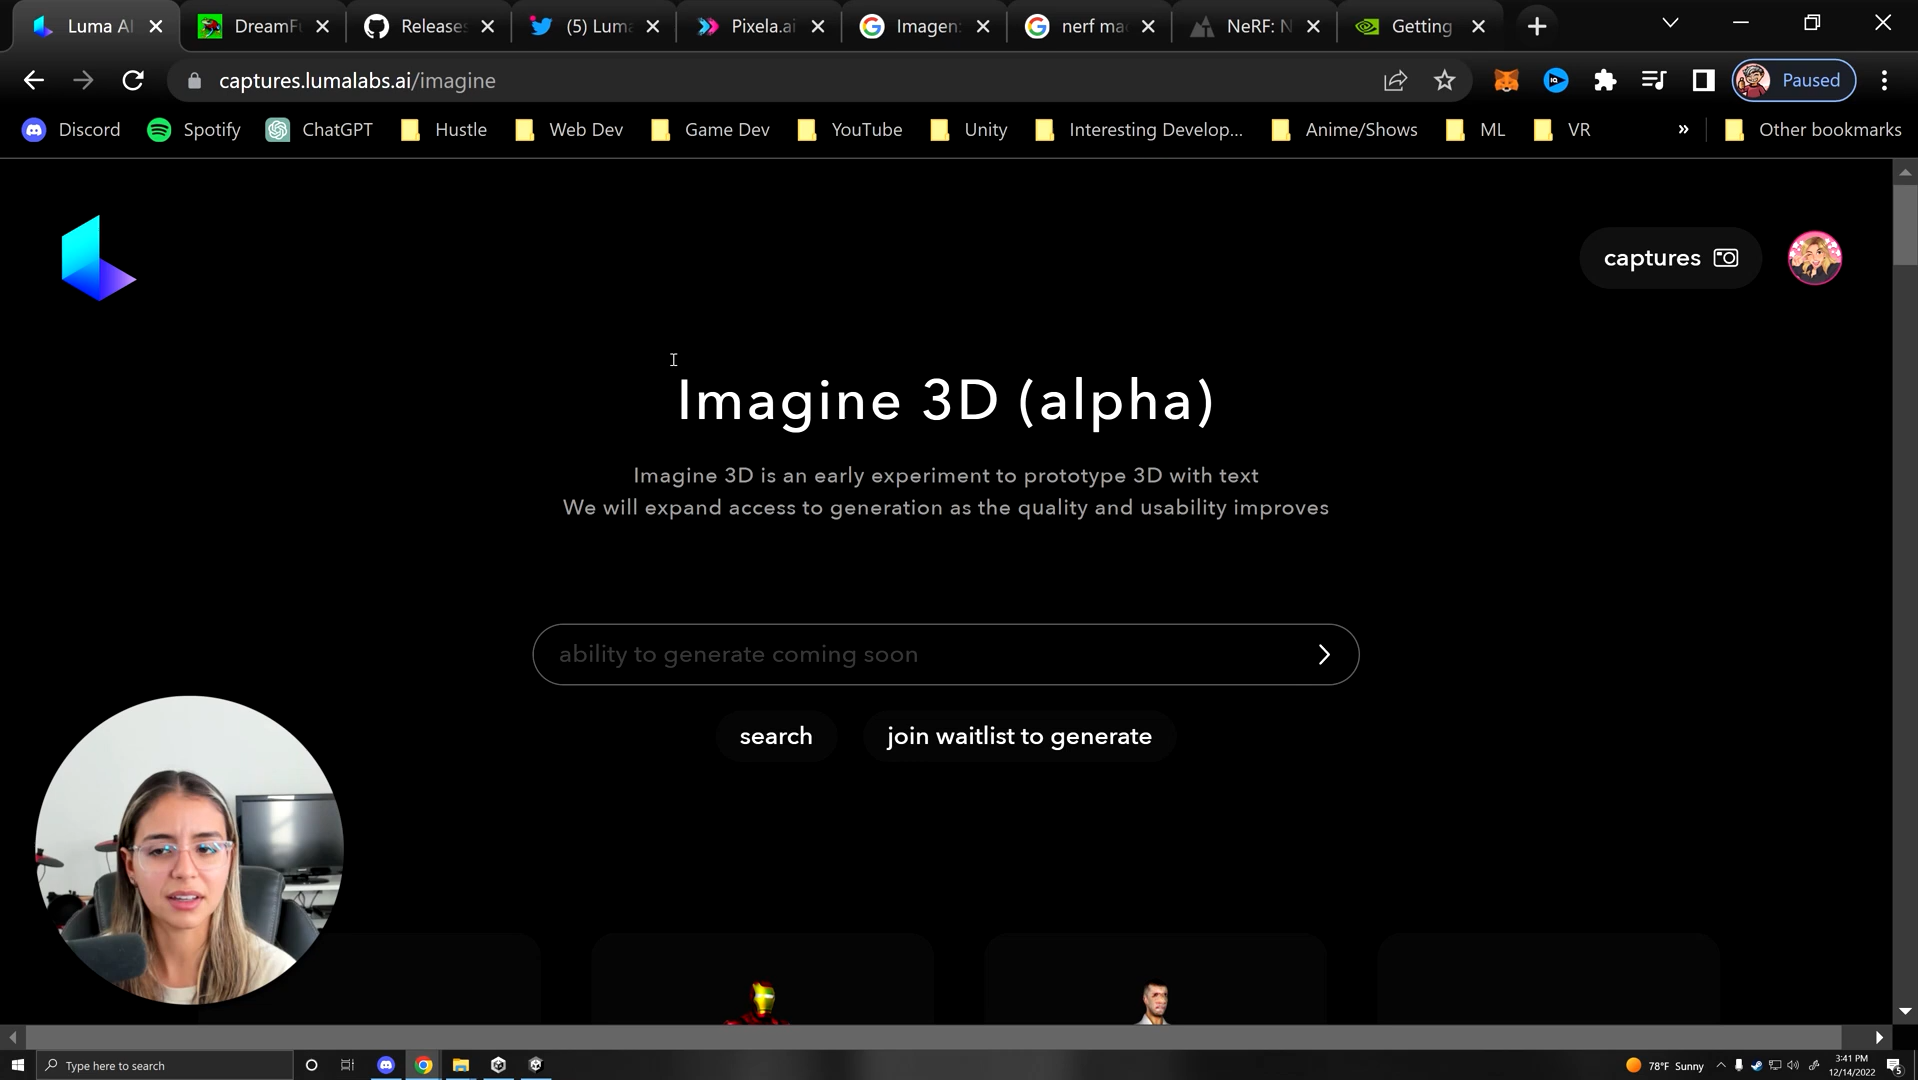 Luma AI
DreamFu
Releases
(5) Luma
Pixela.ai
Imagen:
nerf mac
NeRF: N
Getting
captures.lumalabs.ai/imagine
Paused
Discord
Spotify
ChatGPT
Hustle
Web Dev
Game Dev
YouTube
Unity
Interesting Develop...
Anime/Shows
ML
VR
»
Other bookmarks
captures
Imagine 3D (alpha)
Imagine 3D is an early experiment to prototype 3D with text
We will expand access to generation as the quality and usability improves
ability to generate coming soon
search
join waitlist to generate
Type here to search
78°F Sunny
3:41 PM
12/14/2022
5